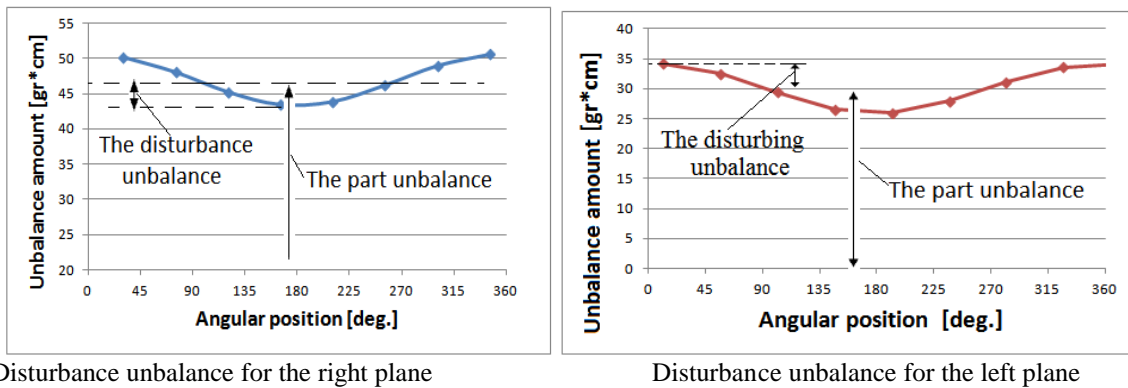 55
50
45
40
35
30
25
20
0 45 90 135 180 225 270 315 360
Unbalance amount [gr*cm]
Angular position [deg.]
The disturbance
unbalance
The part unbalance
40
35
30
25
20
15
10
5
0
0 45 90 135 180 225 270 315 360
Unbalance amount [gr*cm]
Angular position [deg.]
The disturbing
unbalance
The part unbalance
Disturbance unbalance for the right plane
Disturbance unbalance for the left plane